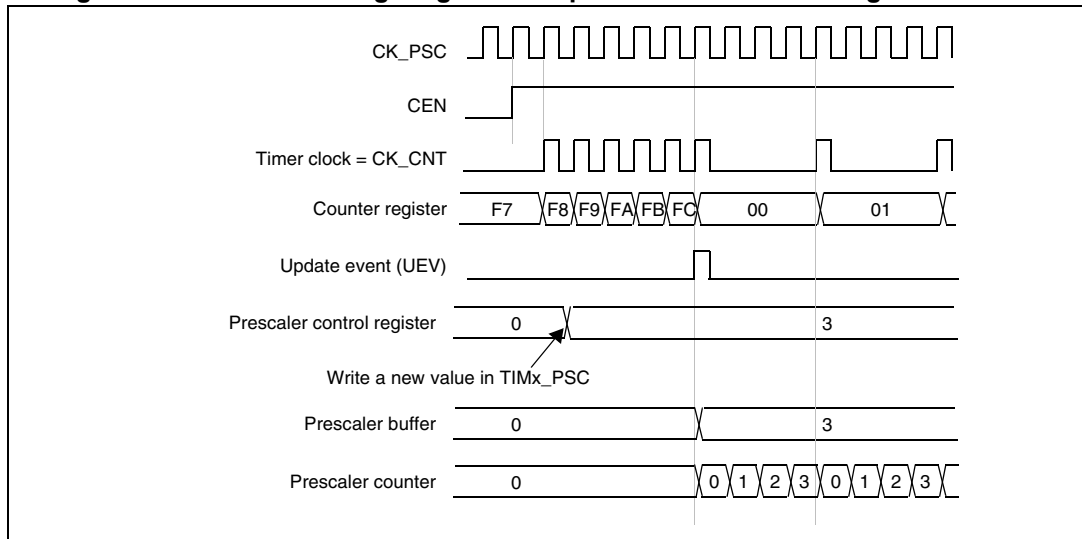 CK_PSC
CEN
Timer clock = CK_CNT
Counter register F7 F8 F9 FA FB FC 00 01
Update event (UEV)
Prescaler control register 0 3
Write a new value in TIMx_PSC
Prescaler buffer 0 3
Prescaler counter 0 0 1 2 3 0 1 2 3